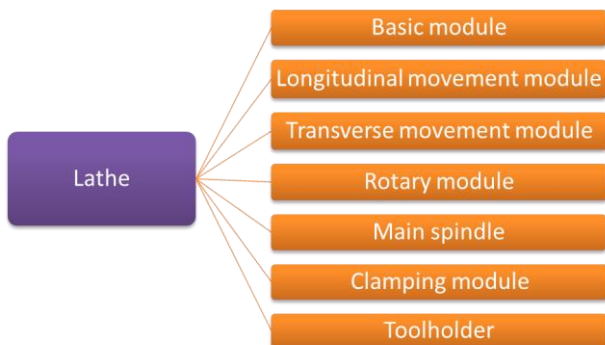 Lathe
Basic module
Longitudinal movement module
Transverse movement module
Rotary module
Main spindle
Clamping module
Toolholder